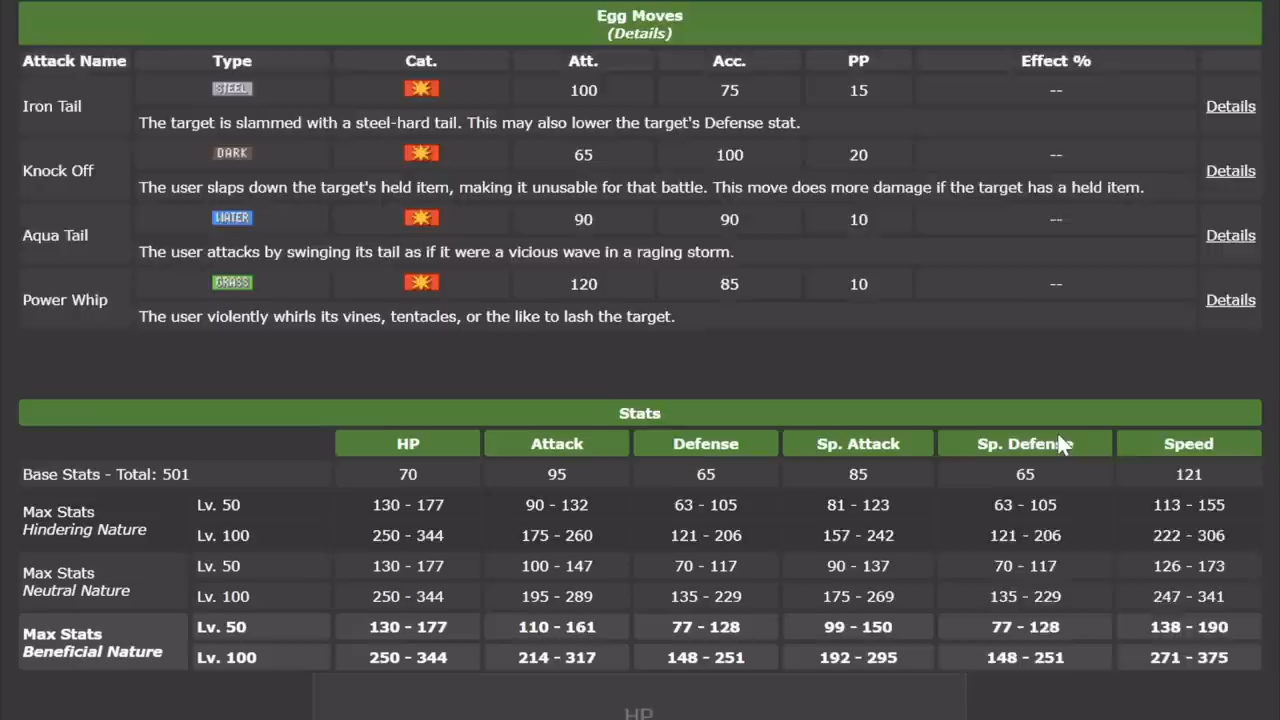 Egg Moves
(Details)
Attack Name Type Cat. Att. Acc. PP Effect %
Iron Tail STEEL 100 75 15 -- Details
The target is slammed with a steel-hard tail. This may also lower the target's Defense stat.
Knock Off DARK 65 100 20 -- Details
The user slaps down the target's held item, making it unusable for that battle. This move does more damage if the target has a held item.
Aqua Tail WATER 90 90 10 -- Details
The user attacks by swinging its tail as if it were a vicious wave in a raging storm.
Power Whip GRASS 120 85 10 -- Details
The user violently whirls its vines, tentacles, or the like to lash the target.
Stats
HP Attack Defense Sp. Attack Sp. Defense Speed
Base Stats - Total: 501 70 95 65 85 65 121
Max Stats
Hindering Nature
Lv. 50 130 - 177 90 - 132 63 - 105 81 - 123 63 - 105 113 - 155
Lv. 100 250 - 344 175 - 260 121 - 206 157 - 242 121 - 206 222 - 306
Max Stats
Neutral Nature
Lv. 50 130 - 177 100 - 147 70 - 117 90 - 137 70 - 117 126 - 173
Lv. 100 250 - 344 195 - 289 135 - 229 175 - 269 135 - 229 247 - 341
Max Stats
Beneficial Nature
Lv. 50 130 - 177 110 - 161 77 - 128 99 - 150 77 - 128 138 - 190
Lv. 100 250 - 344 214 - 317 148 - 251 192 - 295 148 - 251 271 - 375
HP